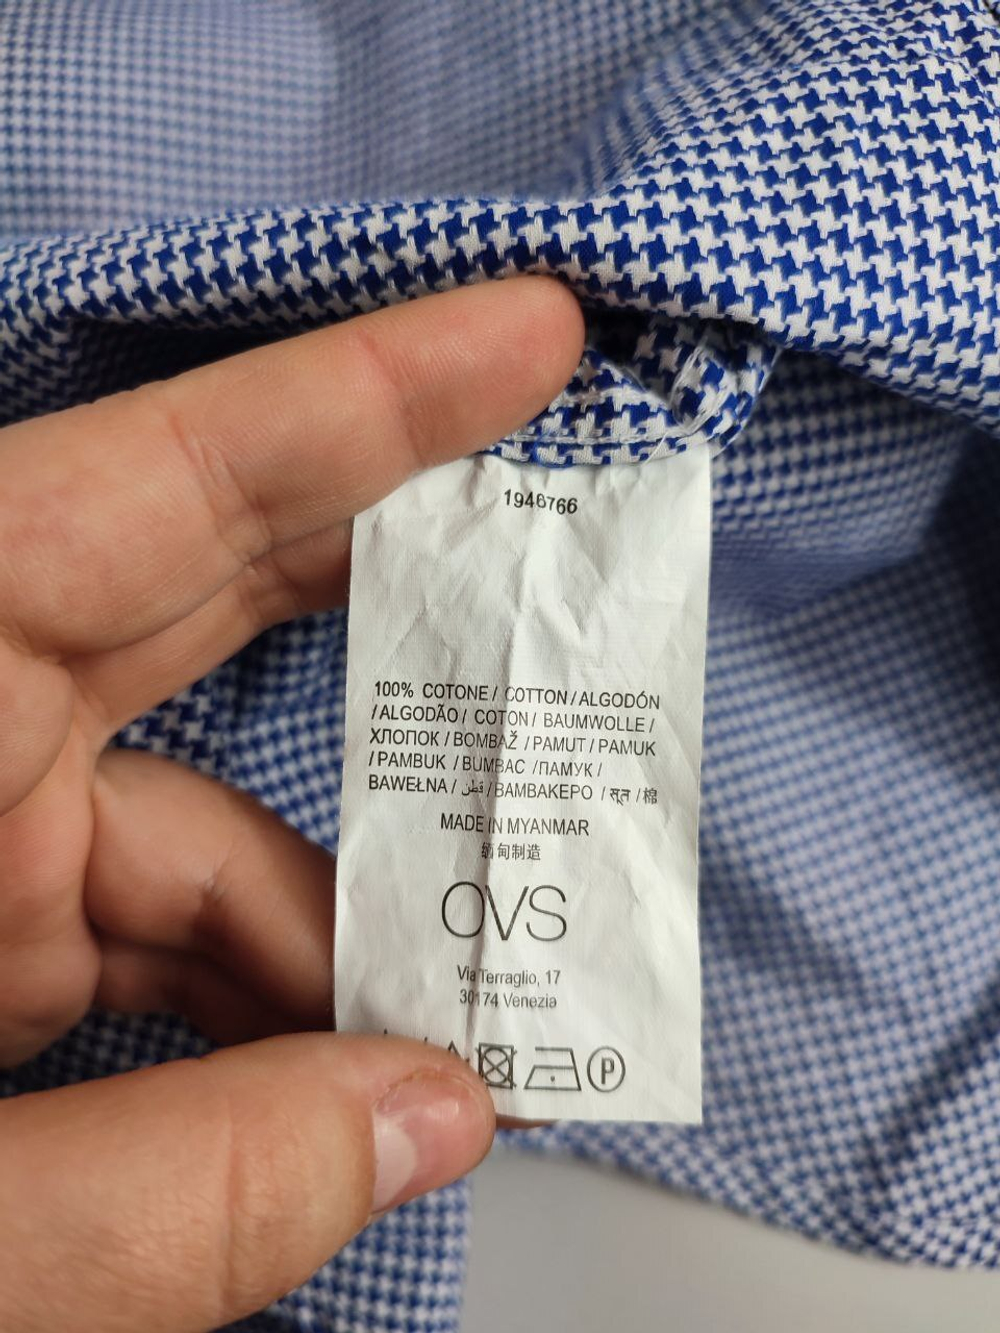 1948766
100% COTONE / COTTON / ALGODÓN
/ ALGODÃO / COTON / BAUMWOLLE /
ХЛОПОК / BOMBAŽ / PAMUT / PAMUK
/ PAMBUK / BUMBAC / ПАМУК /
BAWEŁNA / قطن / BAMBAKEPO / सूत / 棉
MADE IN MYANMAR
缅甸制造
OVS
Via Terraglio, 17
30174 Venezia
P